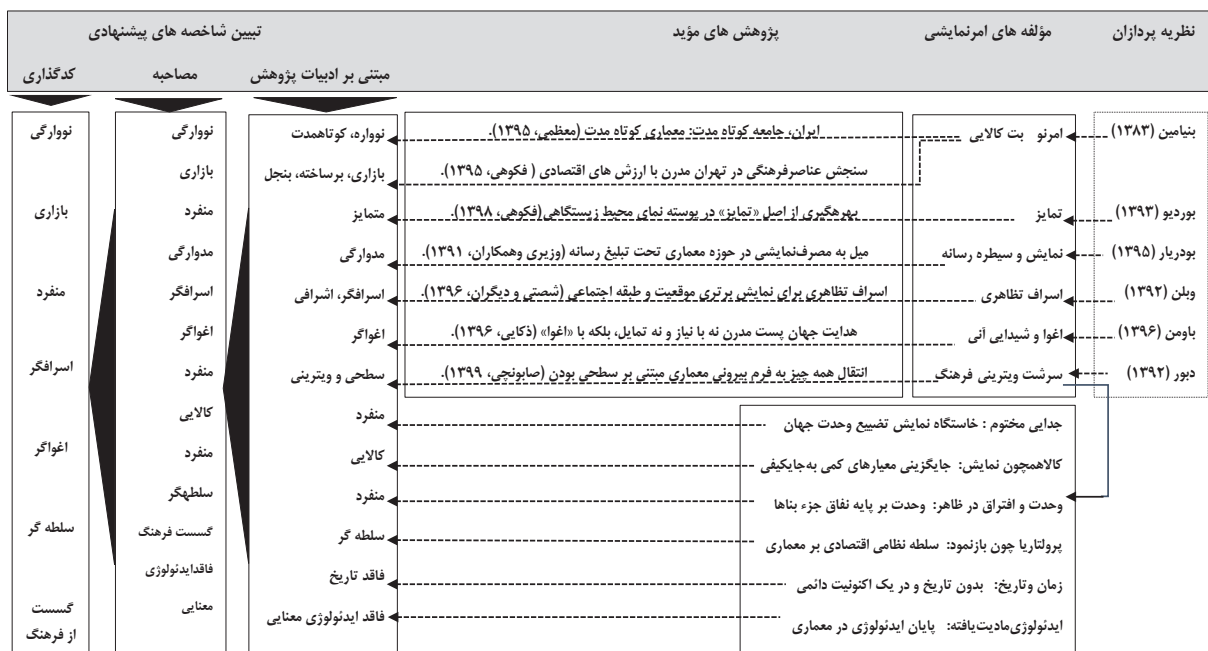 نظریه پردازان
مؤلفه های امرنمایشی
پژوهش های مؤید
تبیین شاخصه های پیشنهادی
مبتنی بر ادبیات پژوهش
مصاحبه
کدگذاری
بنیامین (۱۳۸۳)
امرنو بت کالایی
ایران، جامعه کوتاه مدت: معماری کوتاه مدت (معظمی، ۱۳۹۵).
نوواره، کوتاهمدت
نووارگی
نووارگی
سنجش عناصرفرهنگی در تهران مدرن با ارزش های اقتصادی ( فکوهی، ۱۳۹۵).
بازاری، برساخته، بنجل
بازاری
بوردیو (۱۳۹۳)
تمایز
بهرهگیری از اصل «تمایز» در پوسته نمای محیط زیستگاهی(فکوهی، ۱۳۹۸).
متمایز
منفرد
بازاری
بودریار (۱۳۹۵)
نمایش و سیطره رسانه
میل به مصرف‌نمایشی در حوزه معماری تحت تبلیغ رسانه (وزیری وهمکاران، ۱۳۹۱).
مدوارگی
مدوارگی
وبلن (۱۳۹۲)
اسراف تظاهری
اسراف تظاهری برای نمایش برتری موقعیت و طبقه اجتماعی (شصتی و دیگران، ۱۳۹۶).
اسرافگر، اشرافی
اسرافگر
منفرد
باومن (۱۳۹۶)
اغوا و شیدایی آنی
هدایت جهان پست مدرن نه با نیاز و نه تمایل، بلکه با «اغوا» (ذکایی، ۱۳۹۶).
اغواگر
اغواگر
دبور (۱۳۹۲)
سرشت ویترینی فرهنگ
انتقال همه چیز به فرم بیرونی معماری مبتنی بر سطحی بودن (صابونچی، ۱۳۹۹).
سطحی و ویترینی
منفرد
اسرافگر
جدایی مختوم : خاستگاه نمایش تضییع وحدت جهان
منفرد
کالایی
کالاهمچون نمایش: جایگزینی معیارهای کمی به‌جایکیفی
کالایی
منفرد
اغواگر
وحدت و افتراق در ظاهر: وحدت بر پایه نفاق جزء بناها
منفرد
سلطهگر
پرولتاریا چون بازنمود: سلطه نظامی اقتصادی بر معماری
سلطه گر
گسست فرهنگ
سلطه گر
زمان وتاریخ: بدون تاریخ و در یک اکنونیت دائمی
فاقد تاریخ
فاقدایدئولوژی
ایدئولوژی‌مادیت‌یافته: پایان ایدئولوژی در معماری
فاقد ایدئولوژی معنایی
معنایی
گسست
از فرهنگ